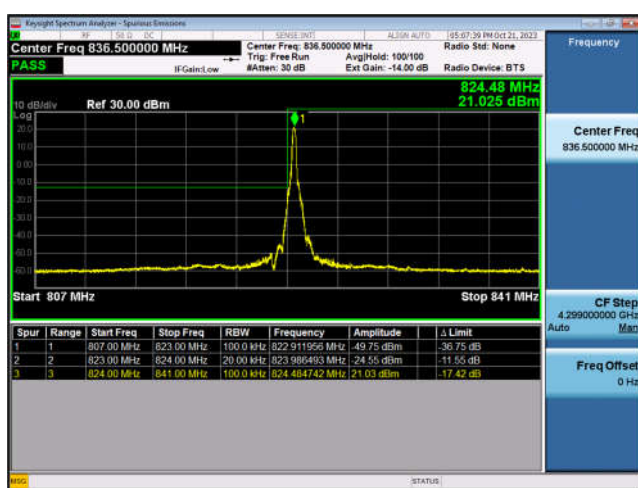 Keysight Spectrum Analyzer - Spurious Emissions
RF 50 Ω DC SENSE:INT ALIGN AUTO 05:07:39 PM Oct 21, 2023
Center Freq 836.500000 MHz
PASS
IFGain:Low
Center Freq: 836.500000 MHz
Trig: Free Run Avg|Hold: 100/100
#Atten: 30 dB Ext Gain: -14.00 dB
Radio Std: None
Radio Device: BTS
Frequency
824.48 MHz
21.025 dBm
10 dB/div Ref 30.00 dBm
Log
20.0
10.0
0.00
-10.0
-20.0
-30.0
-40.0
-50.0
-60.0
1
Start 807 MHz Stop 841 MHz
Center Freq
836.500000 MHz
CF Step
4.299000000 GHz
Auto Man
Freq Offset
0 Hz
Spur Range Start Freq Stop Freq RBW Frequency Amplitude Δ Limit
1 1 807.00 MHz 823.00 MHz 100.0 kHz 822.911956 MHz -49.75 dBm -36.75 dB
2 2 823.00 MHz 824.00 MHz 20.00 kHz 823.986493 MHz -24.55 dBm -11.55 dB
3 3 824.00 MHz 841.00 MHz 100.0 kHz 824.484742 MHz 21.03 dBm -17.42 dB
MSG STATUS